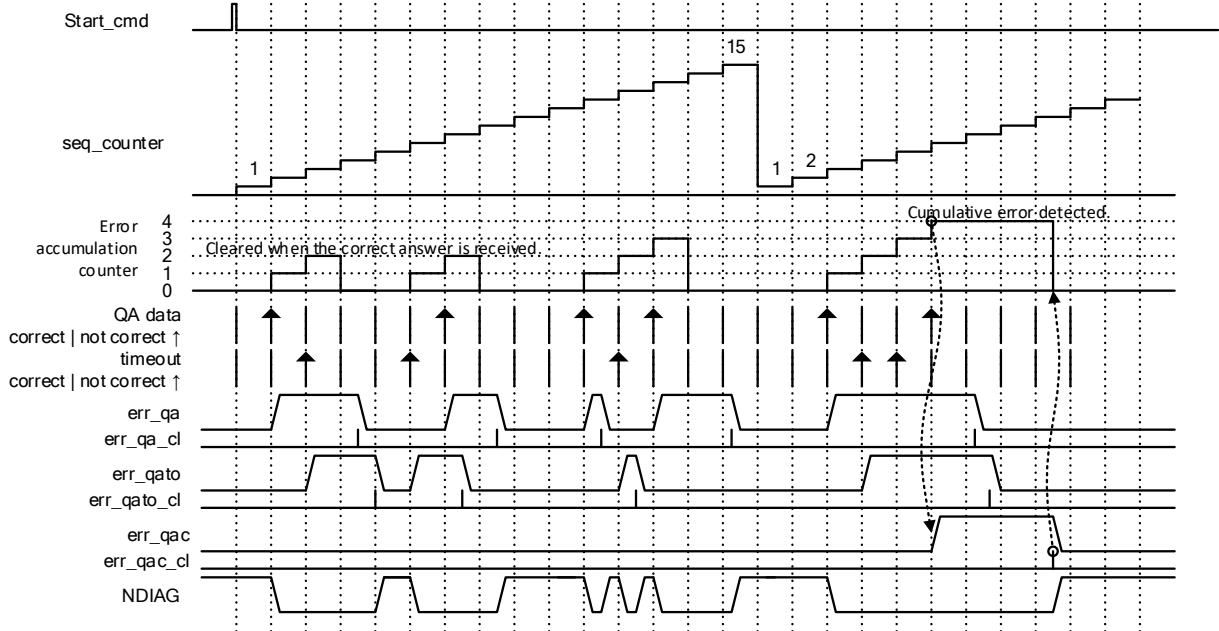 Start_cmd
15
seq_counter
1
1
2
Error
accumulation
counter
4
3
2
1
0
Cumulative error detected.
Cleared when the correct answer is received.
QA data
correct | not correct ↑
timeout
correct | not correct ↑
err_qa
err_qa_cl
err_qato
err_qato_cl
err_qac
err_qac_cl
NDIAG